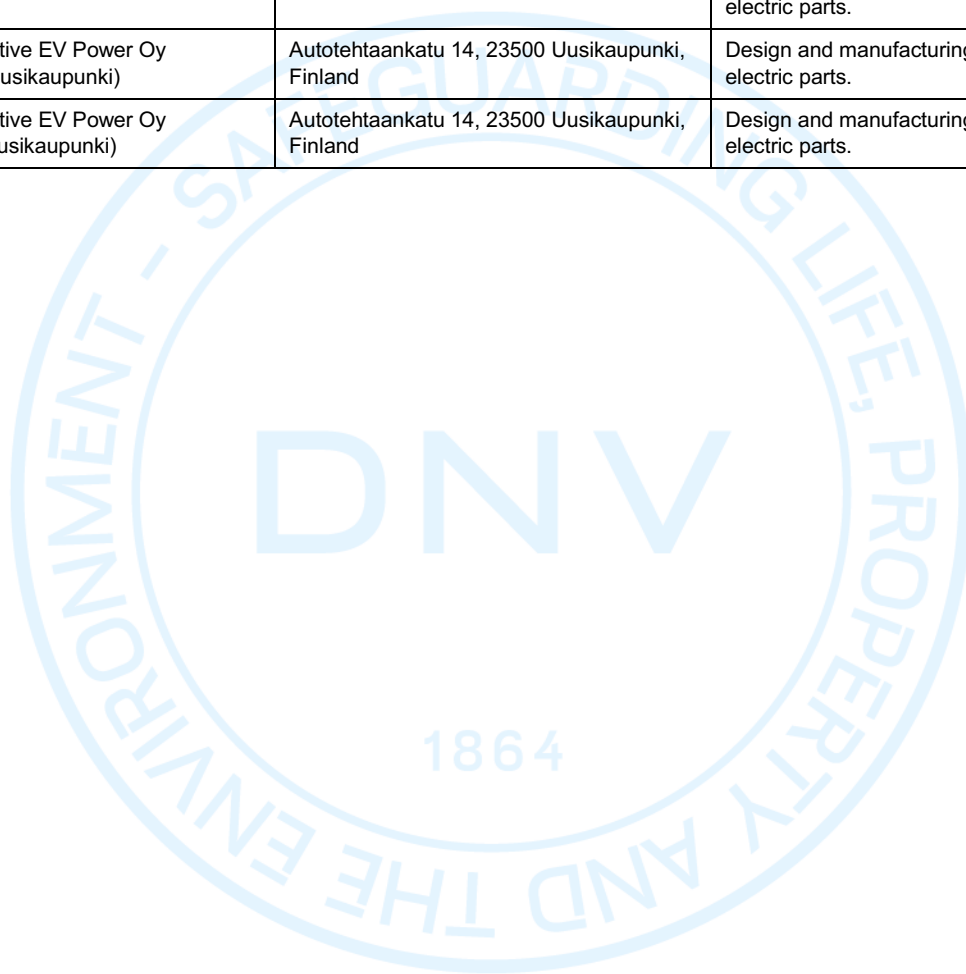 electric parts.
tive EV Power Oy
usikaupunki)
Autotehtaankatu 14, 23500 Uusikaupunki,
Finland
Design and manufacturing
electric parts.
tive EV Power Oy
usikaupunki)
Autotehtaankatu 14, 23500 Uusikaupunki,
Finland
Design and manufacturing
electric parts.
SAFEGUARDING LIFE, PROPERTY AND THE ENVIRONMENT -
DNV
1864